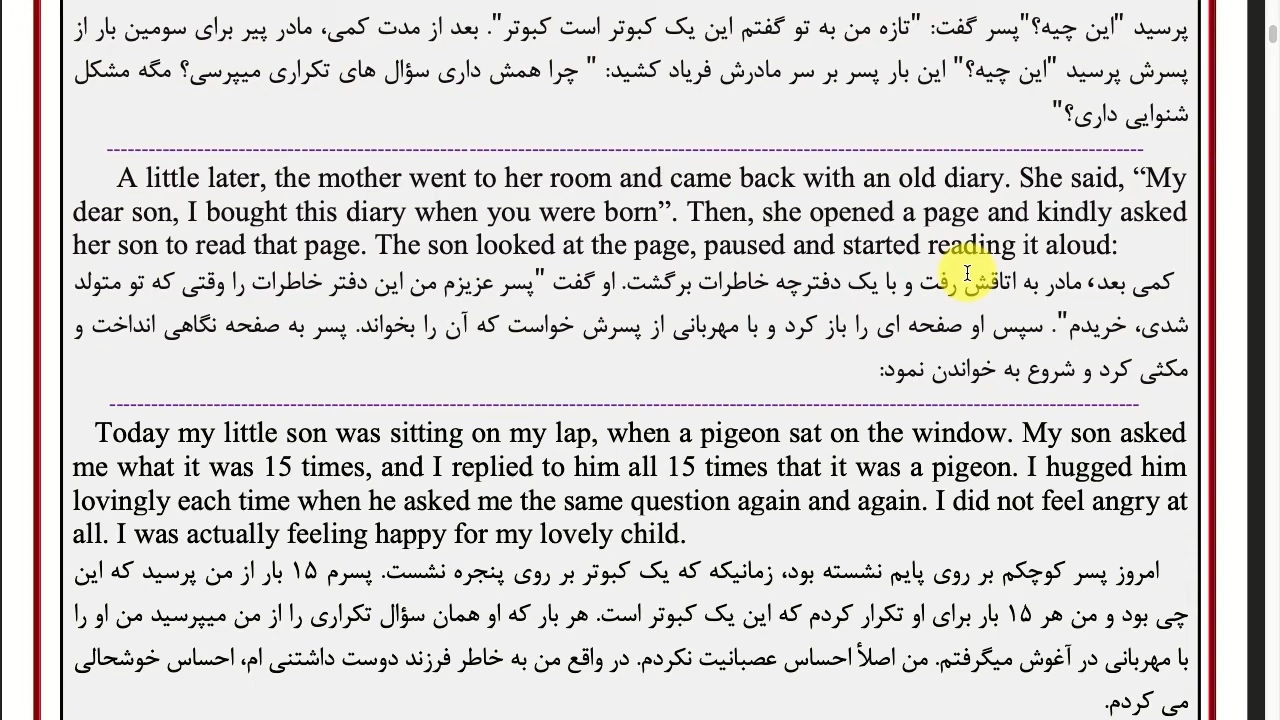 پرسید "این چیه؟"پسر گفت: "تازه من به تو گفتم این یک کبوتر است کبوتر". بعد از مدت کمی، مادر پیر برای سومین بار از
پسرش پرسید "این چیه؟" این بار پسر بر سر مادرش فریاد کشید: " چرا همش داری سؤال های تکراری میپرسی؟ مگه مشکل
شنوایی داری؟"
A little later, the mother went to her room and came back with an old diary. She said, “My
dear son, I bought this diary when you were born”. Then, she opened a page and kindly asked
her son to read that page. The son looked at the page, paused and started reading it aloud:
کمی بعد، مادر به اتاقش رفت و با یک دفترچه خاطرات برگشت. او گفت "پسر عزیزم من این دفتر خاطرات را وقتی که تو متولد
شدی، خریدم". سپس او صفحه ای را باز کرد و با مهربانی از پسرش خواست که آن را بخواند. پسر به صفحه نگاهی انداخت و
مکثی کرد و شروع به خواندن نمود:
Today my little son was sitting on my lap, when a pigeon sat on the window. My son asked
me what it was 15 times, and I replied to him all 15 times that it was a pigeon. I hugged him
lovingly each time when he asked me the same question again and again. I did not feel angry at
all. I was actually feeling happy for my lovely child.
امروز پسر کوچکم بر روی پایم نشسته بود، زمانیکه که یک کبوتر بر روی پنجره نشست. پسرم ۱۵ بار از من پرسید که این
چی بود و من هر ۱۵ بار برای او تکرار کردم که این یک کبوتر است. هر بار که او همان سؤال تکراری را از من میپرسید من او را
با مهربانی در آغوش میگرفتم. من اصلأ احساس عصبانیت نکردم. در واقع من به خاطر فرزند دوست داشتنی ام، احساس خوشحالی
می کردم.